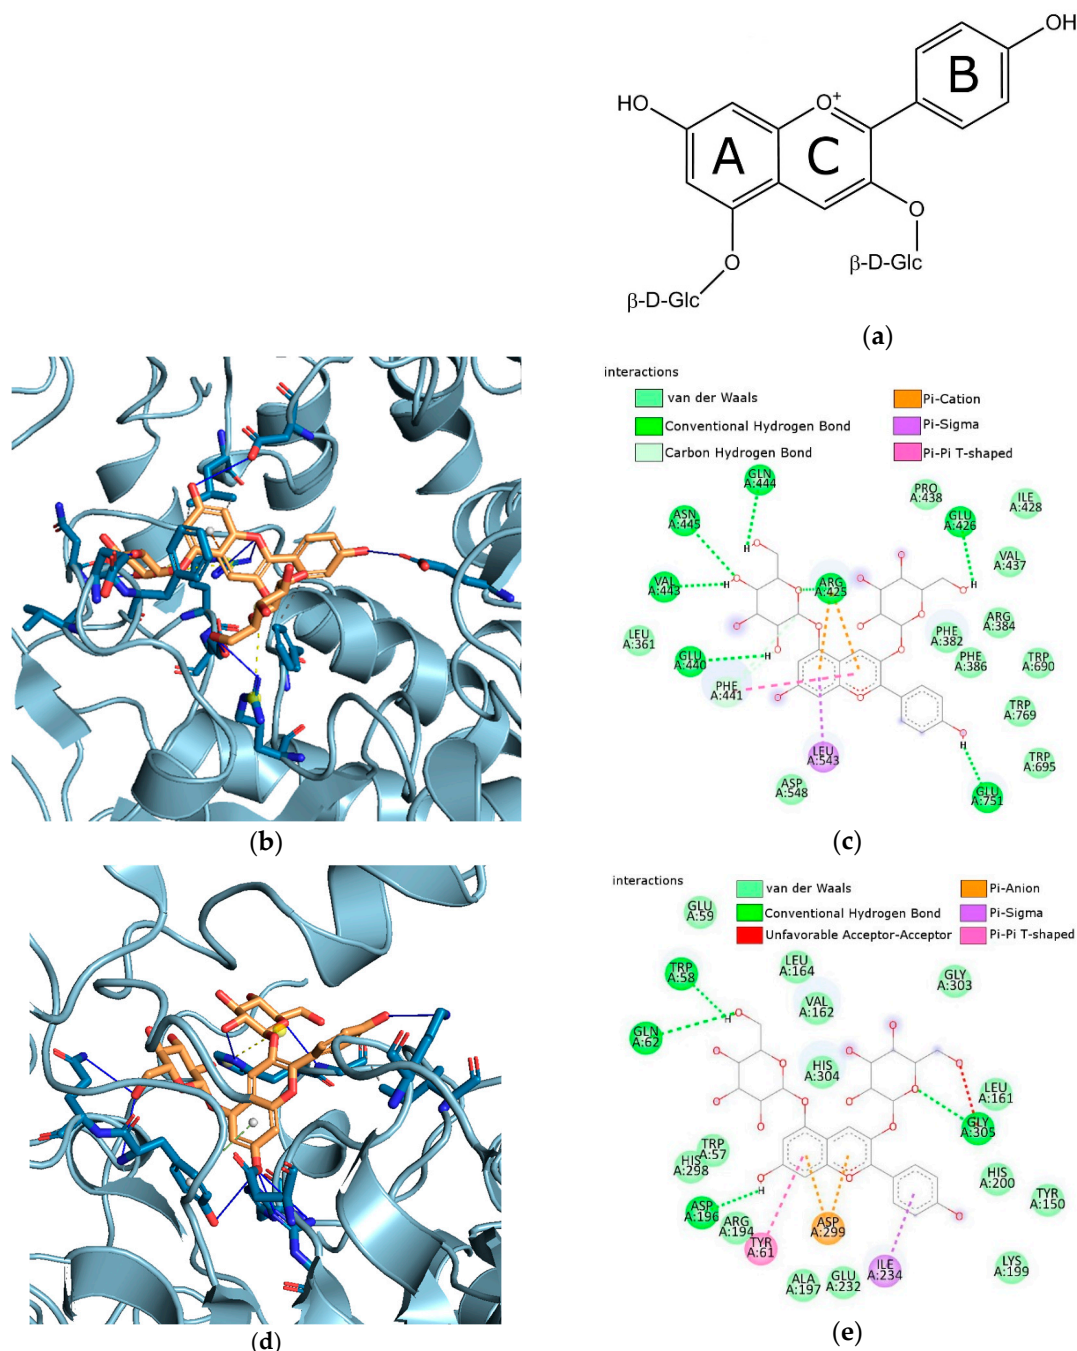 OH
B
HO
O+
A
C
O
O
β-D-Glc
β-D-Glc
(a)
interactions
van der Waals
Conventional Hydrogen Bond
Carbon Hydrogen Bond
Pi-Cation
Pi-Sigma
Pi-Pi T-shaped
GLN
A:444
PRO
A:438
ILE
A:428
ASN
A:445
GLU
A:426
H
VAL
A:437
VAL
A:443
H
ARG
A:425
H
ARG
A:384
LEU
A:361
PHE
A:382
GLU
A:440
H
PHE
A:386
TRP
A:690
PHE
A:441
TRP
A:769
LEU
A:543
H
TRP
A:695
ASP
A:548
GLU
A:751
(b)
(c)
interactions
van der Waals
Conventional Hydrogen Bond
Unfavorable Acceptor-Acceptor
Pi-Anion
Pi-Sigma
Pi-Pi T-shaped
GLU
A:59
TRP
A:58
LEU
A:164
GLY
A:303
VAL
A:162
H
GLN
A:62
HIS
A:304
LEU
A:161
GLY
A:305
TRP
A:57
HIS
A:298
HIS
A:200
TYR
A:150
H
ASP
A:196
ARG
A:194
TYR
A:61
ASP
A:299
ILE
A:234
LYS
A:199
ALA
A:197
GLU
A:232
(d)
(e)